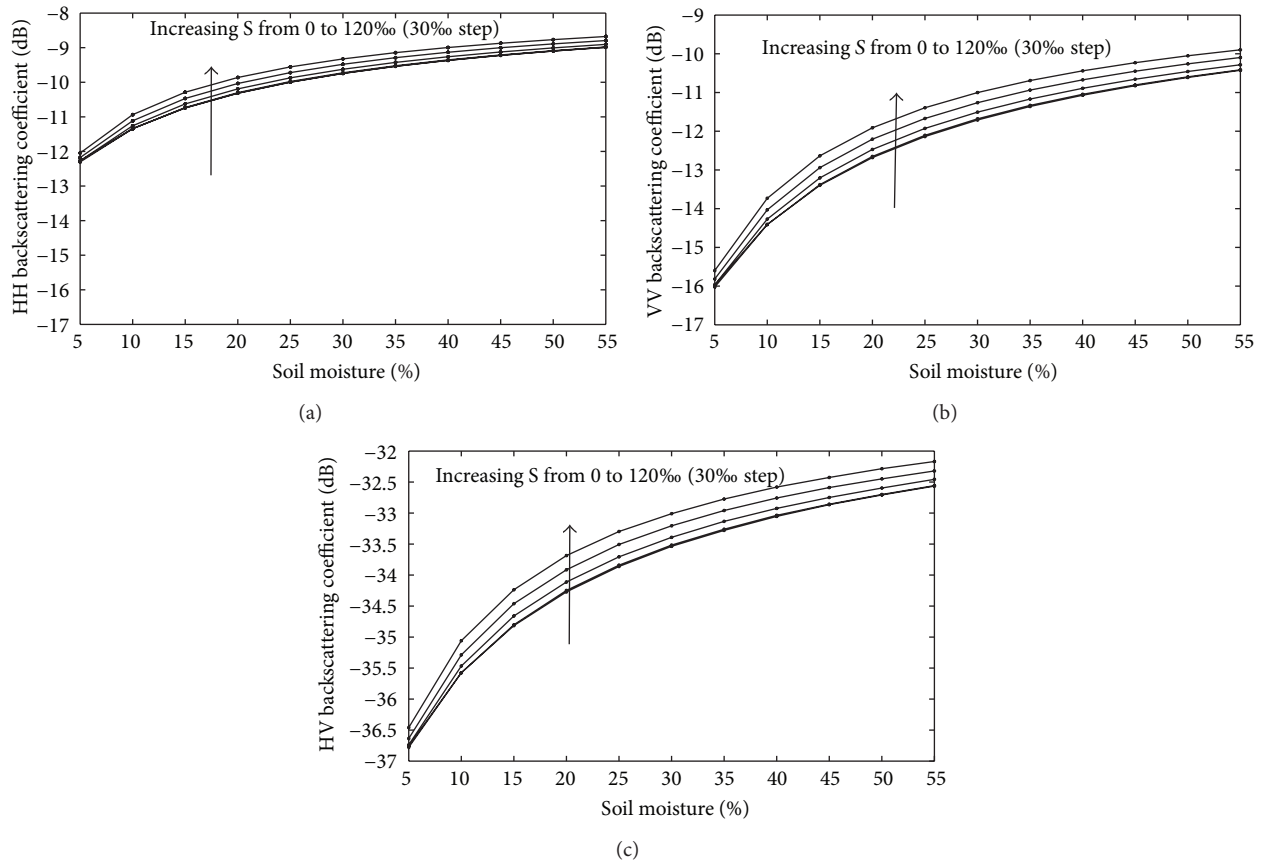 Increasing S from 0 to 120‰ (30‰ step)
HH backscattering coefficient (dB)
−8
−9
−10
−11
−12
−13
−14
−15
−16
−17
5 10 15 20 25 30 35 40 45 50 55
Soil moisture (%)
(a)
Increasing S from 0 to 120‰ (30‰ step)
VV backscattering coefficient (dB)
−9
−10
−11
−12
−13
−14
−15
−16
−17
5 10 15 20 25 30 35 40 45 50 55
Soil moisture (%)
(b)
Increasing S from 0 to 120‰ (30‰ step)
HV backscattering coefficient (dB)
−32
−32.5
−33
−33.5
−34
−34.5
−35
−35.5
−36
−36.5
−37
5 10 15 20 25 30 35 40 45 50 55
Soil moisture (%)
(c)